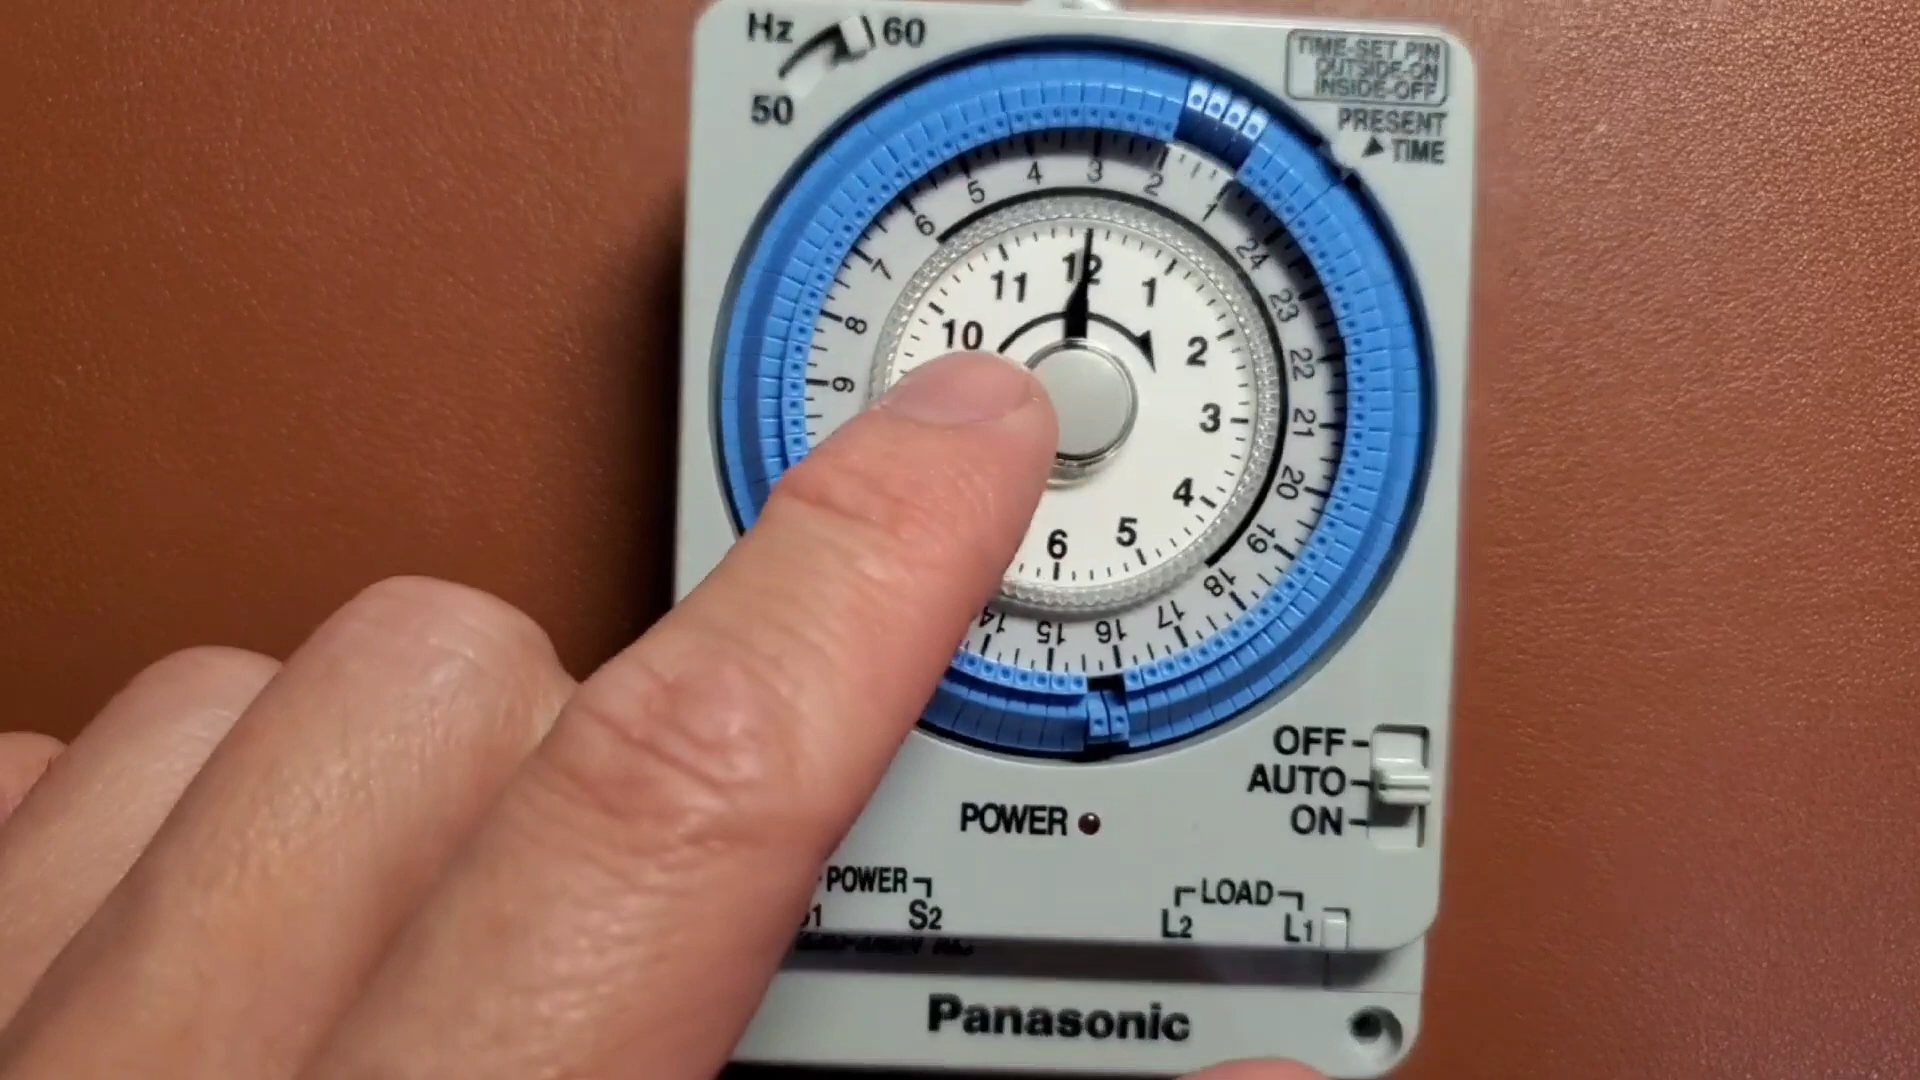 Hz 60
50
TIME-SET PIN
OUTSIDE-ON
INSIDE-OFF
PRESENT
TIME
1 2 3 4 5 6 7 8 9
14 15 16 17 18 19 20 21 22 23 24
10 11 12 1 2 3 4 5 6
OFF
AUTO
ON
POWER
POWER
S2
LOAD
L2 L1
Panasonic